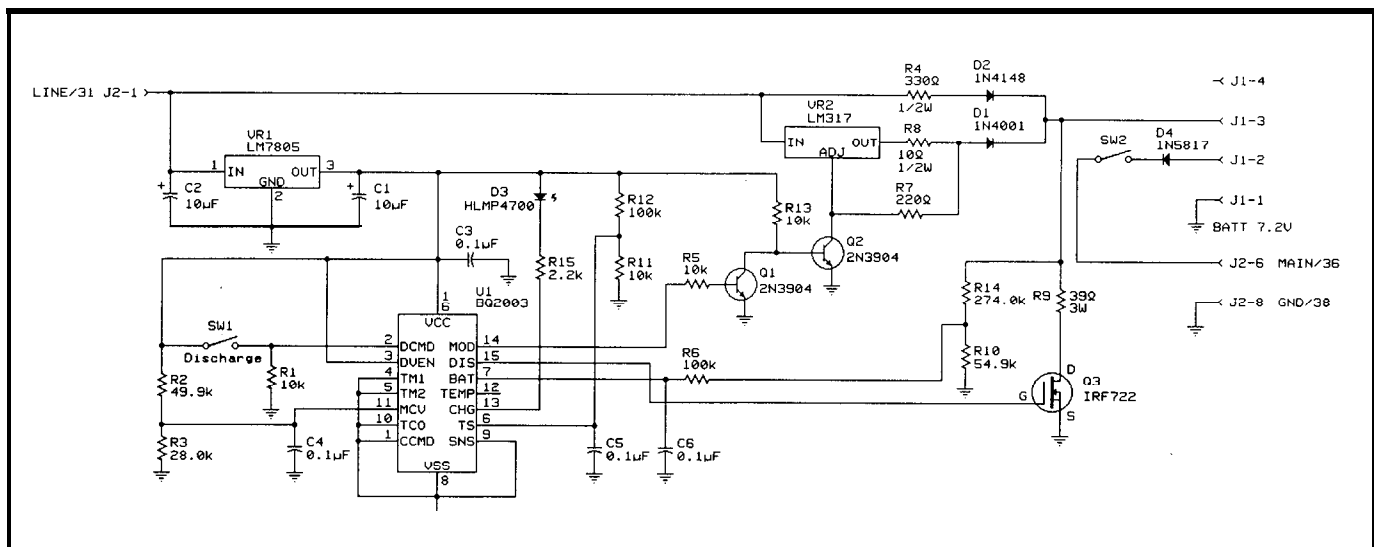 LINE/31 J2-1
VR1
LM7805
1
IN
OUT
3
GND
2
C2
10µF
C1
10µF
R4
330Ω
1/2W
D2
1N4148
VR2
LM317
IN
OUT
ADJ
R8
10Ω
1/2W
D1
1N4001
R7
220Ω
J1-4
J1-3
SW2
D4
1N5817
J1-2
J1-1
BATT 7.2V
J2-6 MAIN/36
J2-8 GND/38
D3
HLMP4700
R12
100k
R13
10k
C3
0.1µF
R15
2.2k
R11
10k
R5
10k
Q1
2N3904
Q2
2N3904
R14
274.0k
R9
39Ω
3W
R10
54.9k
U1
BQ2003
1
6
VCC
SW1
Discharge
R1
10k
R2
49.9k
R3
28.0k
C4
0.1µF
2 DCMD MOD 14
3 DVEN DIS 15
4 TM1 BAT 7
5 TM2 TEMP 12
11 MCV CHG 13
10 TCO TS 6
1 CCMD SNS 9
VSS
8
R6
100k
C5
0.1µF
C6
0.1µF
D
G
S
Q3
IRF722